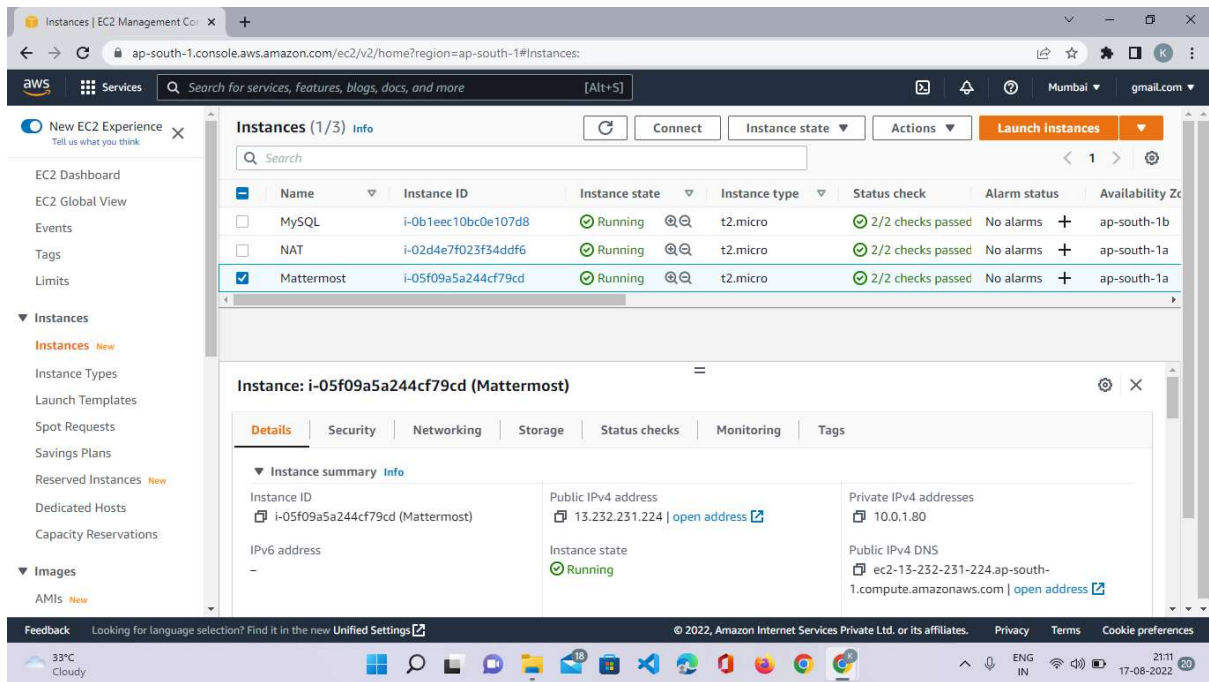 Instances | EC2 Management Co
ap-south-1.console.aws.amazon.com/ec2/v2/home?region=ap-south-1#Instances:
K
aws Services Search for services, features, blogs, docs, and more [Alt+S] Mumbai gmail.com
New EC2 Experience
Tell us what you think
EC2 Dashboard
EC2 Global View
Events
Tags
Limits
Instances
Instances New
Instance Types
Launch Templates
Spot Requests
Savings Plans
Reserved Instances New
Dedicated Hosts
Capacity Reservations
Images
AMIs New
Instances (1/3) Info Connect Instance state Actions Launch instances
Search 1
Name Instance ID Instance state Instance type Status check Alarm status Availability Zo
MySQL i-0b1eec10bc0e107d8 Running t2.micro 2/2 checks passed No alarms + ap-south-1b
NAT i-02d4e7f023f34ddf6 Running t2.micro 2/2 checks passed No alarms + ap-south-1a
Mattermost i-05f09a5a244cf79cd Running t2.micro 2/2 checks passed No alarms + ap-south-1a
Instance: i-05f09a5a244cf79cd (Mattermost)
Details Security Networking Storage Status checks Monitoring Tags
Instance summary Info
Instance ID Public IPv4 address Private IPv4 addresses
i-05f09a5a244cf79cd (Mattermost) 13.232.231.224 | open address 10.0.1.80
IPv6 address Instance state Public IPv4 DNS
– Running ec2-13-232-231-224.ap-south-
1.compute.amazonaws.com | open address
Feedback Looking for language selection? Find it in the new Unified Settings © 2022, Amazon Internet Services Private Ltd. or its affiliates. Privacy Terms Cookie preferences
33°C
Cloudy
18
ENG
IN
21:11
17-08-2022
20